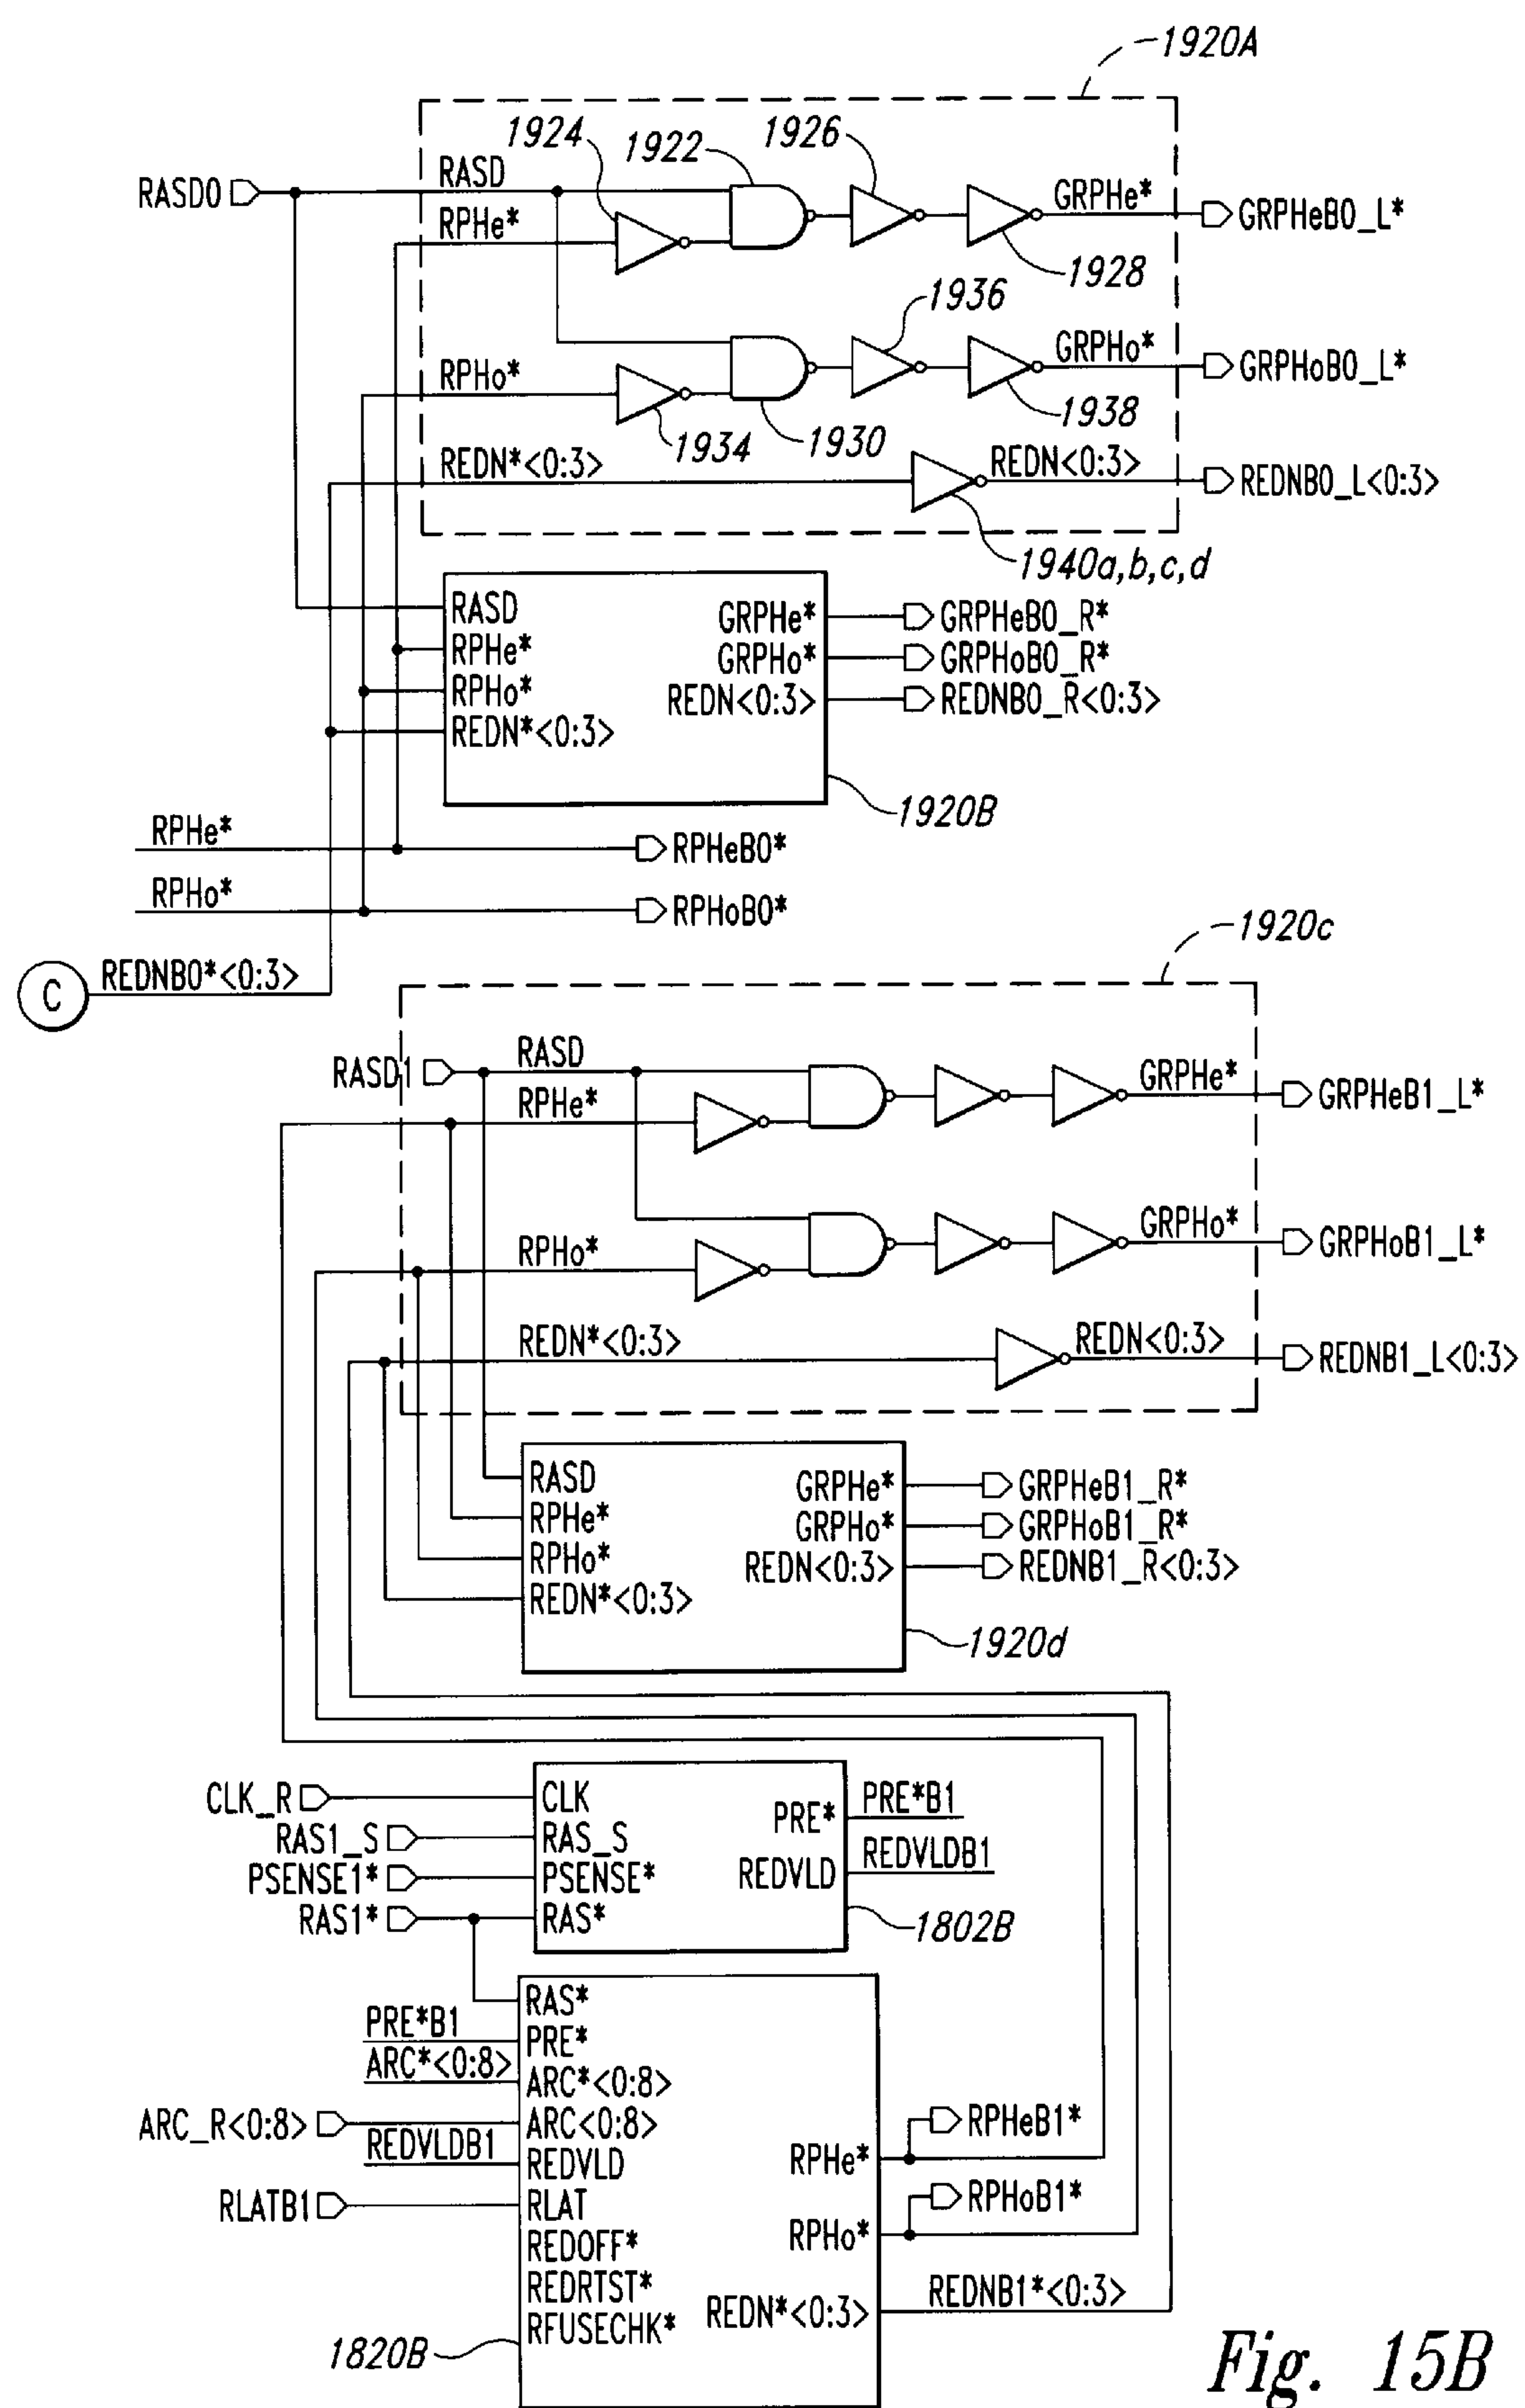 1920A
1924
1922
1926
RASD0
RASD
RPHe*
GRPHe*
GRPHeB0_L*
1928
1936
RPHo*
GRPHo*
GRPHoB0_L*
1938
1934
1930
REDN*<0:3>
REDN<0:3>
REDNB0_L<0:3>
1940a,b,c,d
RASD
RPHe*
RPHo*
REDN*<0:3>
GRPHe*
GRPHo*
REDN<0:3>
GRPHeB0_R*
GRPHoB0_R*
REDNB0_R<0:3>
1920B
RPHe*
RPHeB0*
RPHo*
RPHoB0*
C
REDNB0*<0:3>
1920c
RASD1
RASD
RPHe*
GRPHe*
GRPHeB1_L*
RPHo*
GRPHo*
GRPHoB1_L*
REDN*<0:3>
REDN<0:3>
REDNB1_L<0:3>
RASD
RPHe*
RPHo*
REDN*<0:3>
GRPHe*
GRPHo*
REDN<0:3>
GRPHeB1_R*
GRPHoB1_R*
REDNB1_R<0:3>
1920d
CLK_R
RAS1_S
PSENSE1*
RAS1*
CLK
RAS_S
PSENSE*
RAS*
PRE*
REDVLD
PRE*B1
REDVLDB1
1802B
PRE*B1
ARC*<0:8>
ARC_R<0:8>
REDVLDB1
RLATB1
RAS*
PRE*
ARC*<0:8>
ARC<0:8>
REDVLD
RLAT
REDOFF*
REDRTST*
RFUSECHK*
RPHe*
RPHo*
REDN*<0:3>
RPHeB1*
RPHoB1*
REDNB1*<0:3>
1820B
Fig. 15B